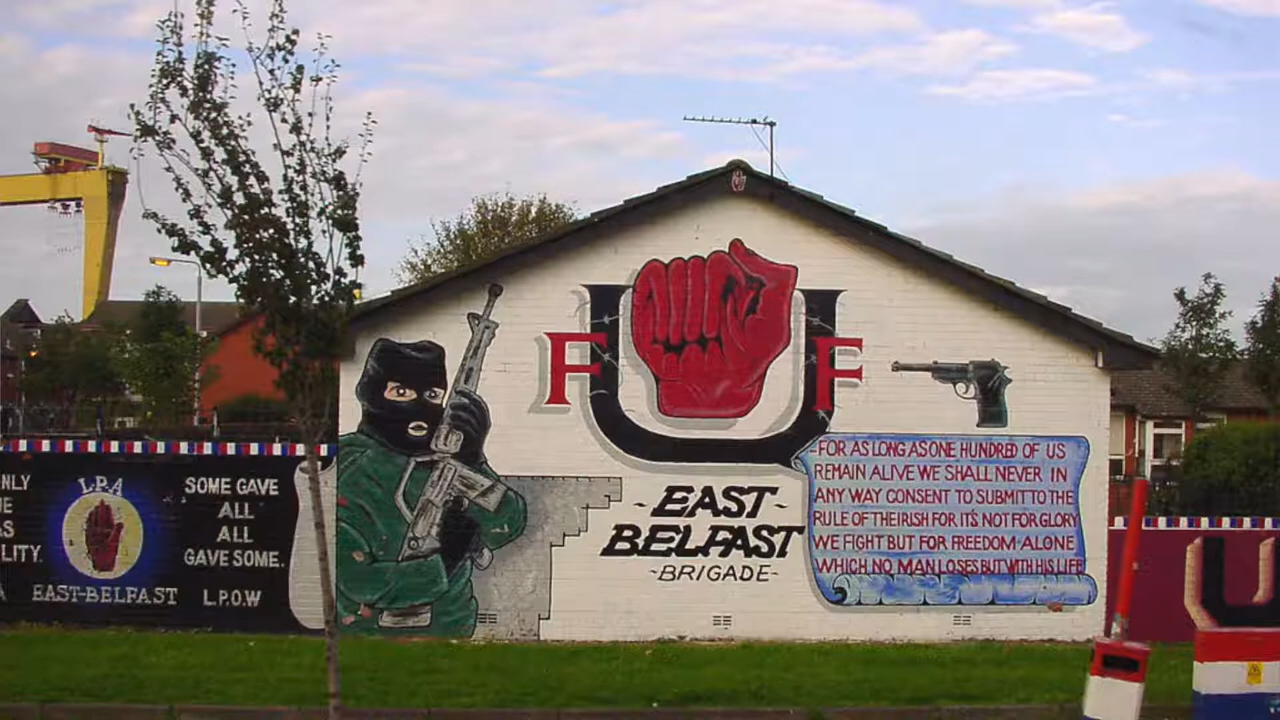 NLY
LITY.
L.P.A
EAST-BELFAST
SOME GAVE
ALL
ALL
GAVE SOME.
L.P.O.W
F U F
- EAST -
BELFAST
-BRIGADE-
FOR AS LONG AS ONE HUNDRED OF US
REMAIN ALIVE WE SHALL NEVER IN
ANY WAY CONSENT TO SUBMIT TO THE
RULE OF THE IRISH FOR IT'S NOT FOR GLORY
WE FIGHT BUT FOR FREEDOM ALONE
WHICH NO MAN LOSES BUT WITH HIS LIFE
U